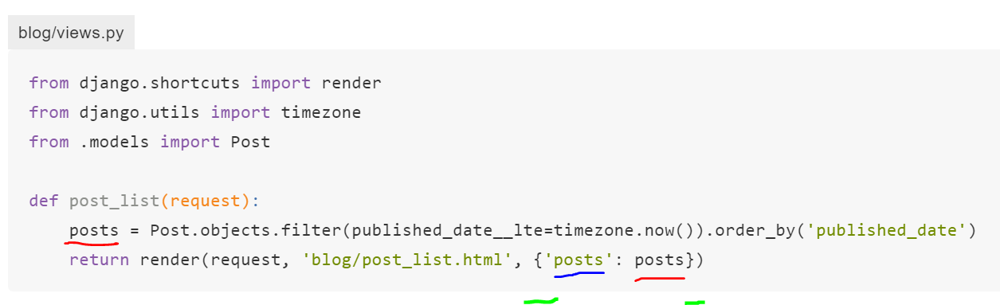 blog/views.py
from django.shortcuts import render
from django.utils import timezone
from .models import Post
def post_list(request):
posts = Post.objects.filter(published_date__lte=timezone.now()).order_by('published_date')
return render(request, 'blog/post_list.html', {'posts': posts})